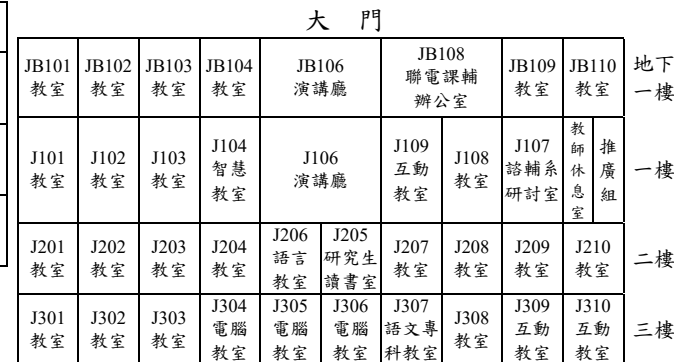 大 門
JB101 JB102 JB103 JB104 JB106 JB108 JB109 JB110 地下
教室 教室 教室 教室 演講廳 聯電課輔 教室 教室 一樓
辦公室
J101 J102 J103 J104 J106 J109 J108 J107 教師休息室 推廣組 一樓
教室 教室 教室 智慧 演講廳 互動 教室 諮輔系
教室 教室 研討室
J201 J202 J203 J204 J206 J205 J207 J208 J209 J210 二樓
教室 教室 教室 教室 語言 研究生 教室 教室 教室 教室
教室 讀書室
J301 J302 J303 J304 J305 J306 J307 J308 J309 J310 三樓
教室 教室 教室 電腦 電腦 電腦 語文專 教室 互動 互動
教室 教室 教室 科教室 教室 教室